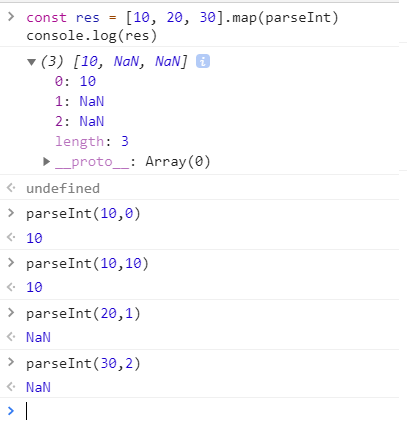 > const res = [10, 20, 30].map(parseInt)
console.log(res)
▼ (3) [10, NaN, NaN] i
0: 10
1: NaN
2: NaN
length: 3
▶ __proto__: Array(0)
< undefined
> parseInt(10,0)
< 10
> parseInt(10,10)
< 10
> parseInt(20,1)
< NaN
> parseInt(30,2)
< NaN
>